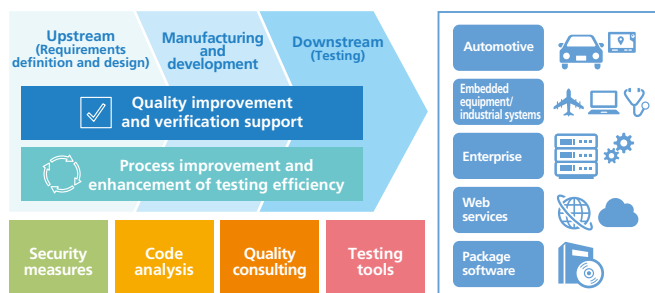 Upstream
(Requirements
definition and design)
Manufacturing
and
development
Downstream
(Testing)
Quality improvement
and verification support
Process improvement and
enhancement of testing efficiency
Security
measures
Code
analysis
Quality
consulting
Testing
tools
Automotive
Embedded
equipment/
industrial systems
Enterprise
Web
services
Package
software